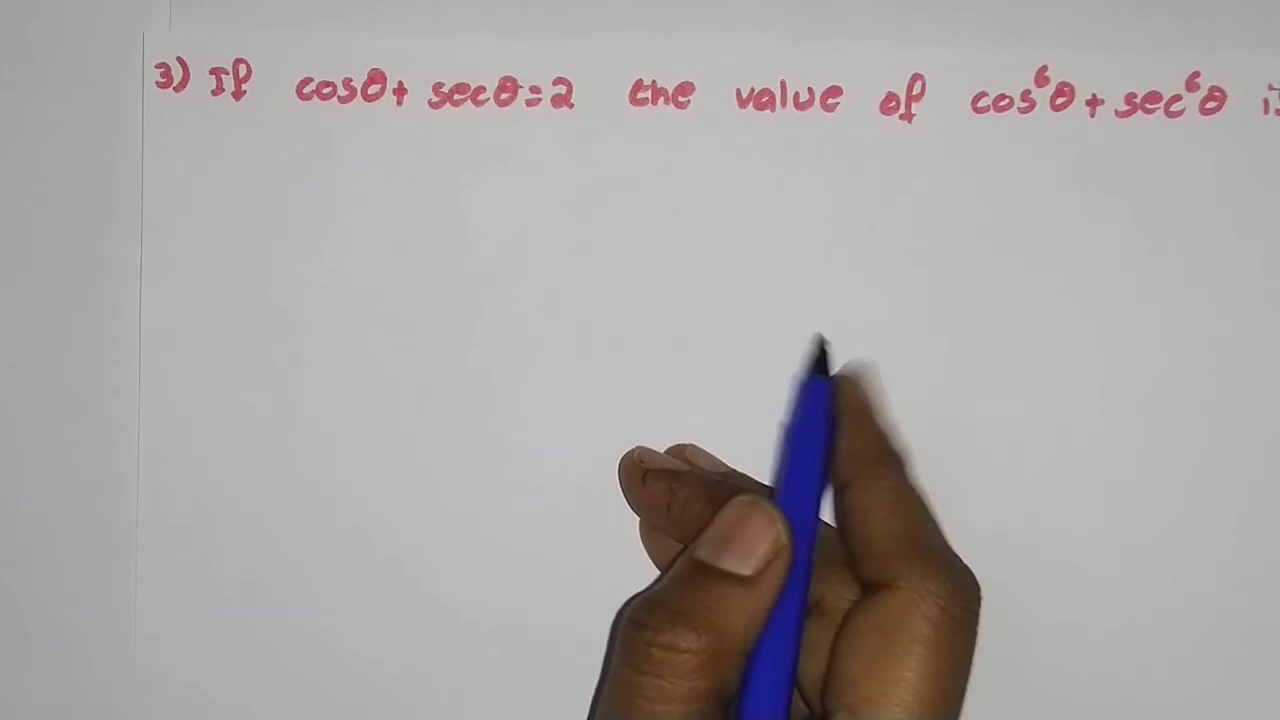 3) If cosθ + secθ = 2 the value of cos⁶θ + sec⁶θ